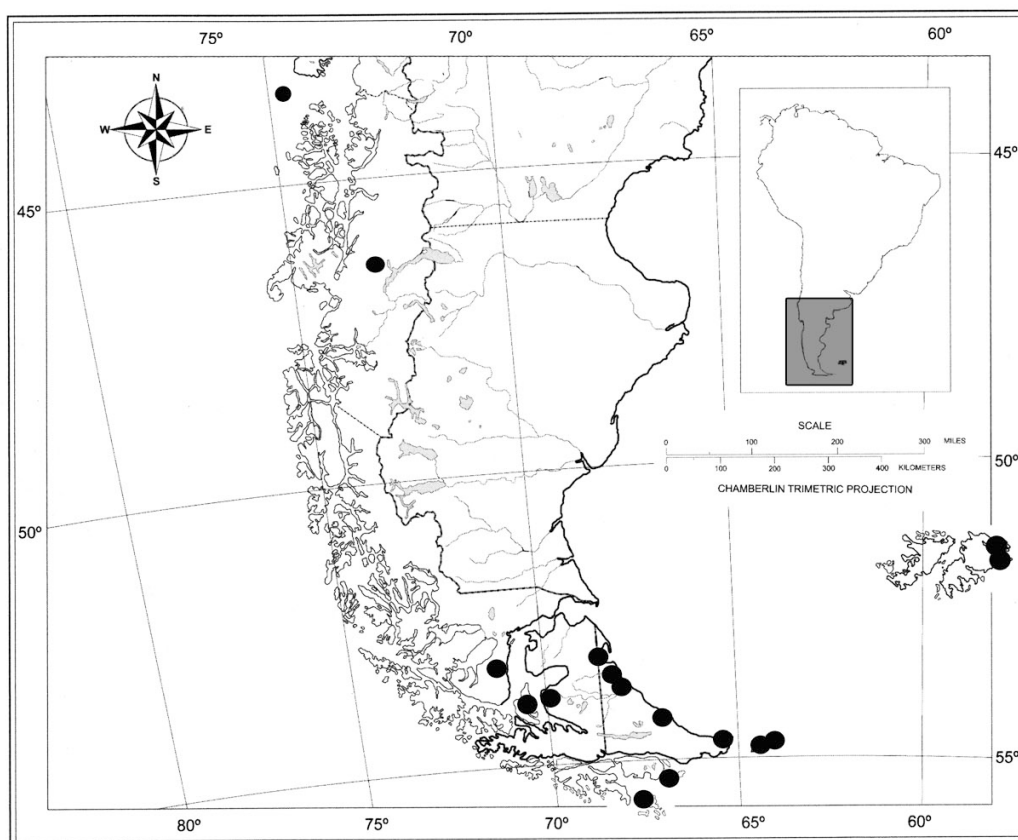 75º 70º 65º 60º
N
W E
S
45º 45º
SCALE
0 100 200 300 MILES
0 100 200 300 400 KILOMETERS
CHAMBERLIN TRIMETRIC PROJECTION
50º
50º
55º
80º 75º 70º 65º 60º